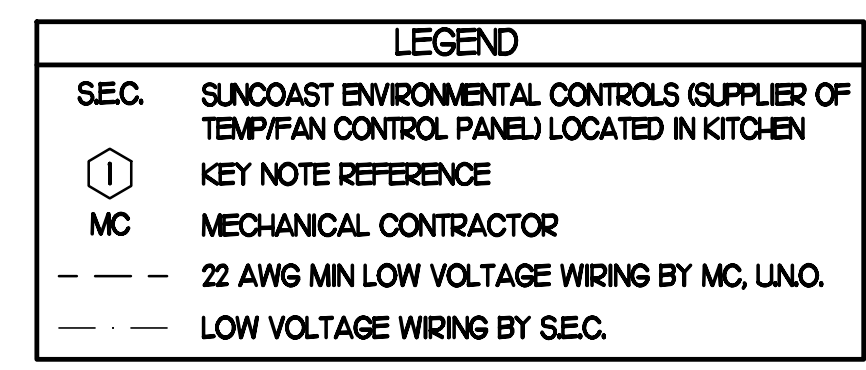 LEGEND
S.E.C. SUNCOAST ENVIRONMENTAL CONTROLS (SUPPLIER OF
TEMP/FAN CONTROL PANEL) LOCATED IN KITCHEN
1 KEY NOTE REFERENCE
MC MECHANICAL CONTRACTOR
22 AWG MIN LOW VOLTAGE WIRING BY MC, U.N.O.
LOW VOLTAGE WIRING BY S.E.C.